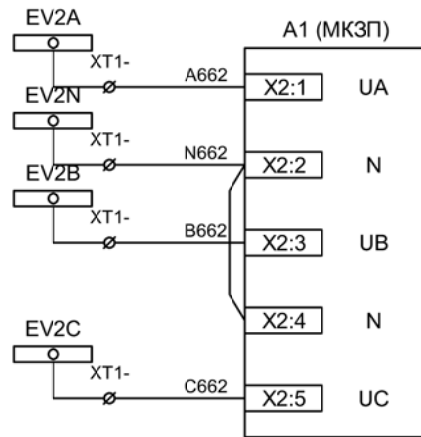 EV2A
A1 (МКЗП)
XT1-
A662
X2:1
UA
EV2N
XT1-
N662
X2:2
N
EV2B
XT1-
B662
X2:3
UB
X2:4
N
EV2C
XT1-
C662
X2:5
UC